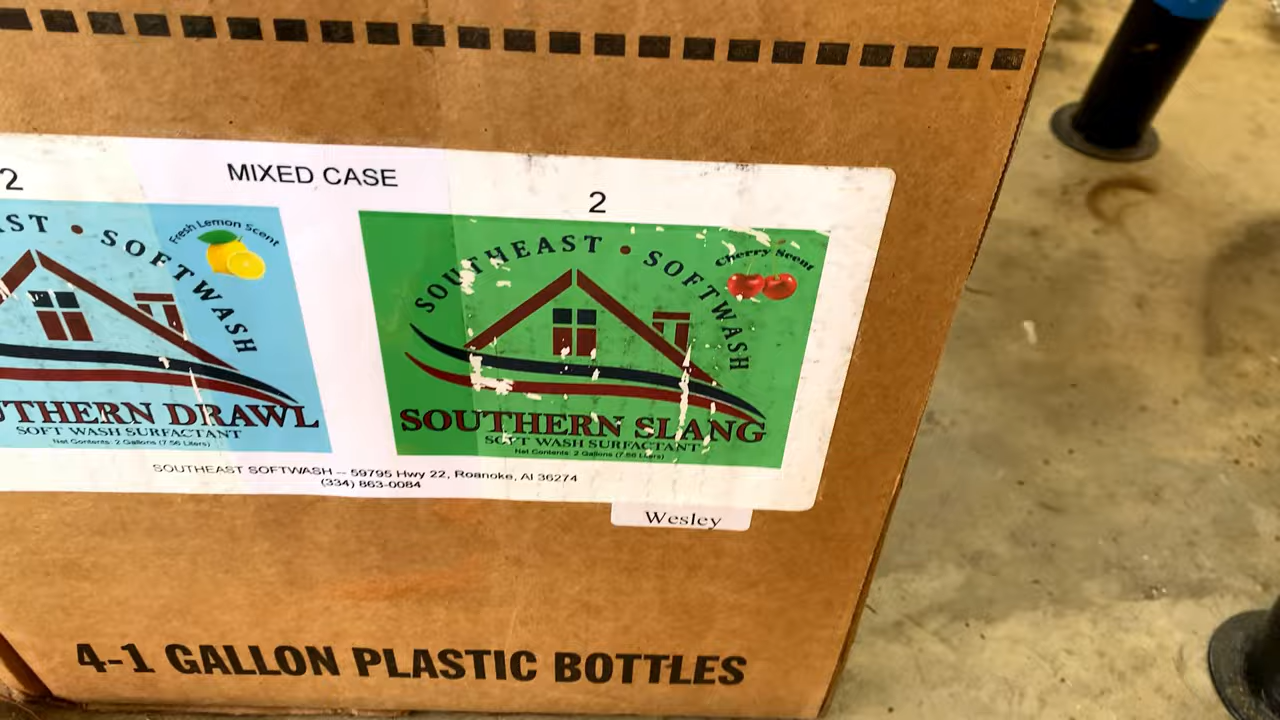 MIXED CASE
2
2
AST • SOFTWASH
Fresh Lemon Scent
UTHERN DRAWL
SOFT WASH SURFACTANT
Net Contents: 2 Gallons (7.56 Liters)
SOUTHEAST • SOFTWASH
Cherry Scent
SOUTHERN SLANG
SOFT WASH SURFACTANT
Net Contents: 2 Gallons (7.56 Liters)
SOUTHEAST SOFTWASH -- 59795 Hwy 22, Roanoke, Al 36274
(334) 863-0084
Wesley
4-1 GALLON PLASTIC BOTTLES